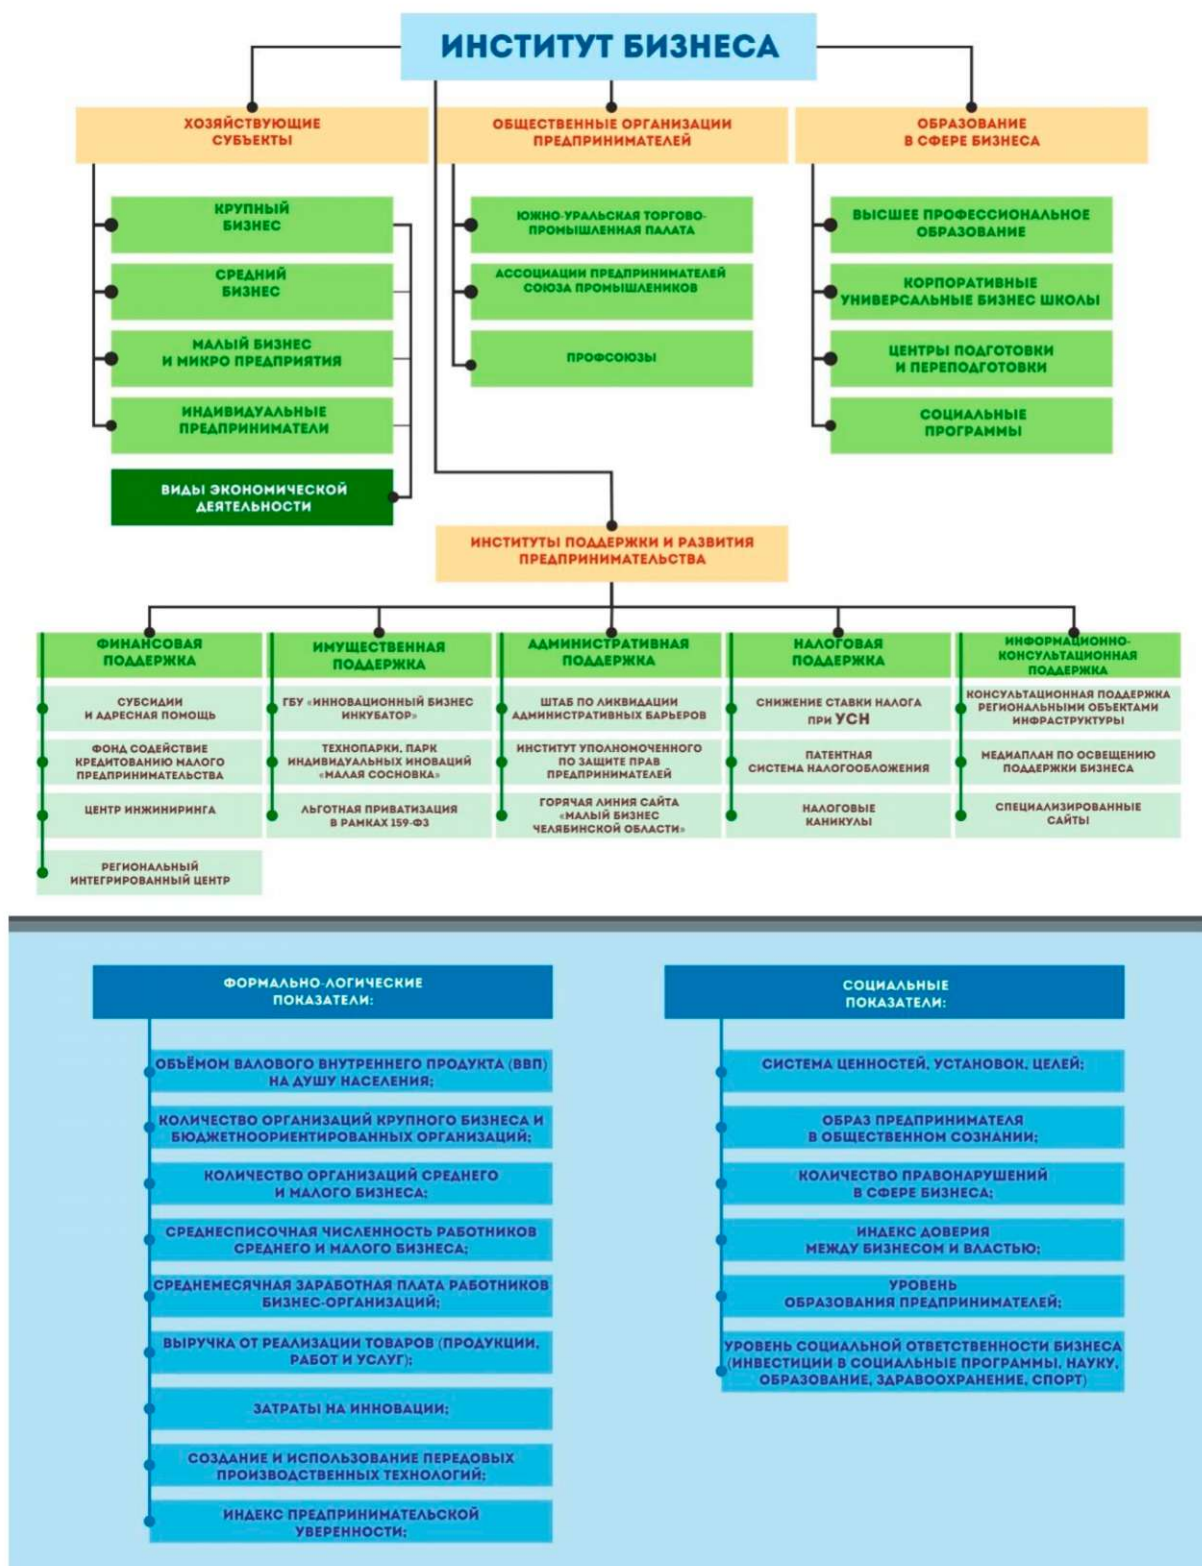 ИНСТИТУТ БИЗНЕСА
ХОЗЯЙСТВУЮЩИЕ
СУБЪЕКТЫ
КРУПНЫЙ
БИЗНЕС
СРЕДНИЙ
БИЗНЕС
МАЛЫЙ БИЗНЕС
И МИКРО ПРЕДПРИЯТИЯ
ИНДИВИДУАЛЬНЫЕ
ПРЕДПРИНИМАТЕЛИ
ВИДЫ ЭКОНОМИЧЕСКОЙ
ДЕЯТЕЛЬНОСТИ
ОБЩЕСТВЕННЫЕ ОРГАНИЗАЦИИ
ПРЕДПРИНИМАТЕЛЕЙ
ЮЖНО-УРАЛЬСКАЯ ТОРГОВО-
ПРОМЫШЛЕННАЯ ПАЛАТА
АССОЦИАЦИИ ПРЕДПРИНИМАТЕЛЕЙ
СОЮЗА ПРОМЫШЛЕНИКОВ
ПРОФСОЮЗЫ
ОБРАЗОВАНИЕ
В СФЕРЕ БИЗНЕСА
ВЫСШЕЕ ПРОФЕССИОНАЛЬНОЕ
ОБРАЗОВАНИЕ
КОРПОРАТИВНЫЕ
УНИВЕРСАЛЬНЫЕ БИЗНЕС ШКОЛЫ
ЦЕНТРЫ ПОДГОТОВКИ
И ПЕРЕПОДГОТОВКИ
СОЦИАЛЬНЫЕ
ПРОГРАММЫ
ИНСТИТУТЫ ПОДДЕРЖКИ И РАЗВИТИЯ
ПРЕДПРИНИМАТЕЛЬСТВА
ФИНАНСОВАЯ
ПОДДЕРЖКА
СУБСИДИИ
И АДРЕСНАЯ ПОМОЩЬ
ФОНД СОДЕЙСТВИЕ
КРЕДИТОВАНИЮ МАЛОГО
ПРЕДПРИНИМАТЕЛЬСТВА
ЦЕНТР ИНЖИНИРИНГА
РЕГИОНАЛЬНЫЙ
ИНТЕГРИРОВАННЫЙ ЦЕНТР
ИМУЩЕСТВЕННАЯ
ПОДДЕРЖКА
ГБУ «ИННОВАЦИОННЫЙ БИЗНЕС
ИНКУБАТОР»
ТЕХНОПАРКИ, ПАРК
ИНДИВИДУАЛЬНЫХ ИНОВАЦИЙ
«МАЛАЯ СОСНОВКА»
ЛЬГОТНАЯ ПРИВАТИЗАЦИЯ
В РАМКАХ 159-ФЗ
АДМИНИСТРАТИВНАЯ
ПОДДЕРЖКА
ШТАБ ПО ЛИКВИДАЦИИ
АДМИНИСТРАТИВНЫХ БАРЬЕРОВ
ИНСТИТУТ УПОЛНОМОЧЕННОГО
ПО ЗАЩИТЕ ПРАВ
ПРЕДПРИНИМАТЕЛЕЙ
ГОРЯЧАЯ ЛИНИЯ САЙТА
«МАЛЫЙ БИЗНЕС
ЧЕЛЯБИНСКОЙ ОБЛАСТИ»
НАЛОГОВАЯ
ПОДДЕРЖКА
СНИЖЕНИЕ СТАВКИ НАЛОГА
ПРИ УСН
ПАТЕНТНАЯ
СИСТЕМА НАЛОГООБЛОЖЕНИЯ
НАЛОГОВЫЕ
КАНИКУЛЫ
ИНФОРМАЦИОННО-
КОНСУЛЬТАЦИОННАЯ
ПОДДЕРЖКА
КОНСУЛЬТАЦИОННАЯ ПОДДЕРЖКА
РЕГИОНАЛЬНЫМИ ОБЪЕКТАМИ
ИНФРАСТРУКТУРЫ
МЕДИАПЛАН ПО ОСВЕЩЕНИЮ
ПОДДЕРЖКИ БИЗНЕСА
СПЕЦИАЛИЗИРОВАННЫЕ
САЙТЫ
ФОРМАЛЬНО-ЛОГИЧЕСКИЕ
ПОКАЗАТЕЛИ:
ОБЪЁМОМ ВАЛОВОГО ВНУТРЕННЕГО ПРОДУКТА (ВВП)
НА ДУШУ НАСЕЛЕНИЯ;
КОЛИЧЕСТВО ОРГАНИЗАЦИЙ КРУПНОГО БИЗНЕСА И
БЮДЖЕТНООРИЕНТИРОВАННЫХ ОРГАНИЗАЦИЙ;
КОЛИЧЕСТВО ОРГАНИЗАЦИЙ СРЕДНЕГО
И МАЛОГО БИЗНЕСА;
СРЕДНЕСПИСОЧНАЯ ЧИСЛЕННОСТЬ РАБОТНИКОВ
СРЕДНЕГО И МАЛОГО БИЗНЕСА;
СРЕДНЕМЕСЯЧНАЯ ЗАРАБОТНАЯ ПЛАТА РАБОТНИКОВ
БИЗНЕС-ОРГАНИЗАЦИЙ;
ВЫРУЧКА ОТ РЕАЛИЗАЦИИ ТОВАРОВ (ПРОДУКЦИИ,
РАБОТ И УСЛУГ);
ЗАТРАТЫ НА ИННОВАЦИИ;
СОЗДАНИЕ И ИСПОЛЬЗОВАНИЕ ПЕРЕДОВЫХ
ПРОИЗВОДСТВЕННЫХ ТЕХНОЛОГИЙ;
ИНДЕКС ПРЕДПРИНИМАТЕЛЬСКОЙ
УВЕРЕННОСТИ;
СОЦИАЛЬНЫЕ
ПОКАЗАТЕЛИ:
СИСТЕМА ЦЕННОСТЕЙ, УСТАНОВОК, ЦЕЛЕЙ;
ОБРАЗ ПРЕДПРИНИМАТЕЛЯ
В ОБЩЕСТВЕННОМ СОЗНАНИИ;
КОЛИЧЕСТВО ПРАВОНАРУШЕНИЙ
В СФЕРЕ БИЗНЕСА;
ИНДЕКС ДОВЕРИЯ
МЕЖДУ БИЗНЕСОМ И ВЛАСТЬЮ;
УРОВЕНЬ
ОБРАЗОВАНИЯ ПРЕДПРИНИМАТЕЛЕЙ;
УРОВЕНЬ СОЦИАЛЬНОЙ ОТВЕТСТВЕННОСТИ БИЗНЕСА
(ИНВЕСТИЦИИ В СОЦИАЛЬНЫЕ ПРОГРАММЫ, НАУКУ,
ОБРАЗОВАНИЕ, ЗДРАВООХРАНЕНИЕ, СПОРТ)